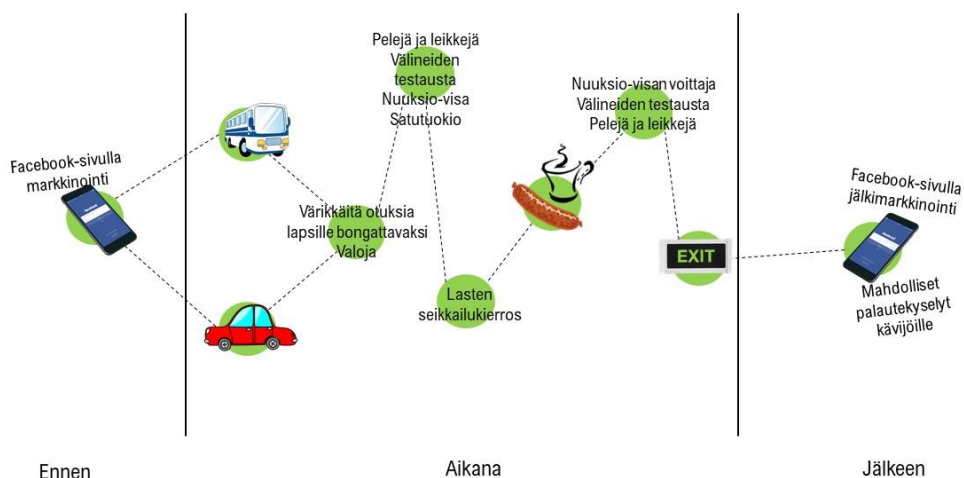 Facebook-sivulla
markkinointi
Värikkäitä otuksia
lapsille bongattavaksi
Valoja
Pelejä ja leikkejä
Välineiden
testausta
Nuuksio-visa
Satutuokio
Lasten
seikkailukierros
Nuuksio-visan voittaja
Välineiden testausta
Pelejä ja leikkejä
EXIT
Facebook-sivulla
jälkimarkkinointi
Mahdolliset
palautekyselyt
kävijöille
Ennen
Aikana
Jälkeen